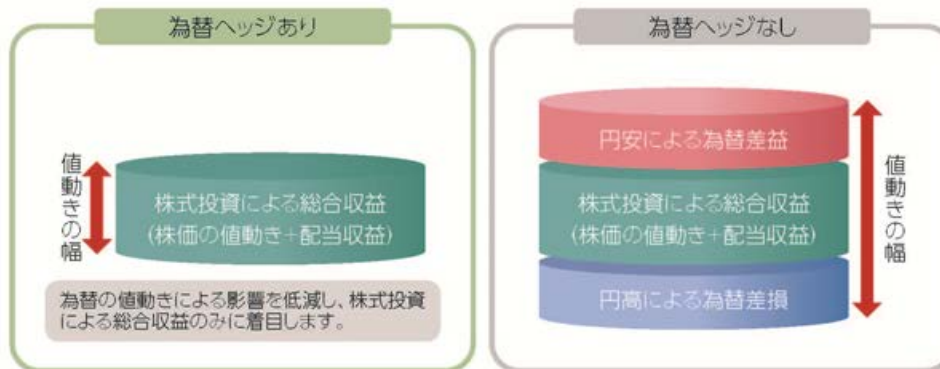 為替ヘッジあり
値動きの幅
株式投資による総合収益
(株価の値動き+配当収益)
為替の値動きによる影響を低減し、株式投資
による総合収益のみに着目します。
為替ヘッジなし
円安による為替差益
株式投資による総合収益
(株価の値動き+配当収益)
円高による為替差損
値動きの幅